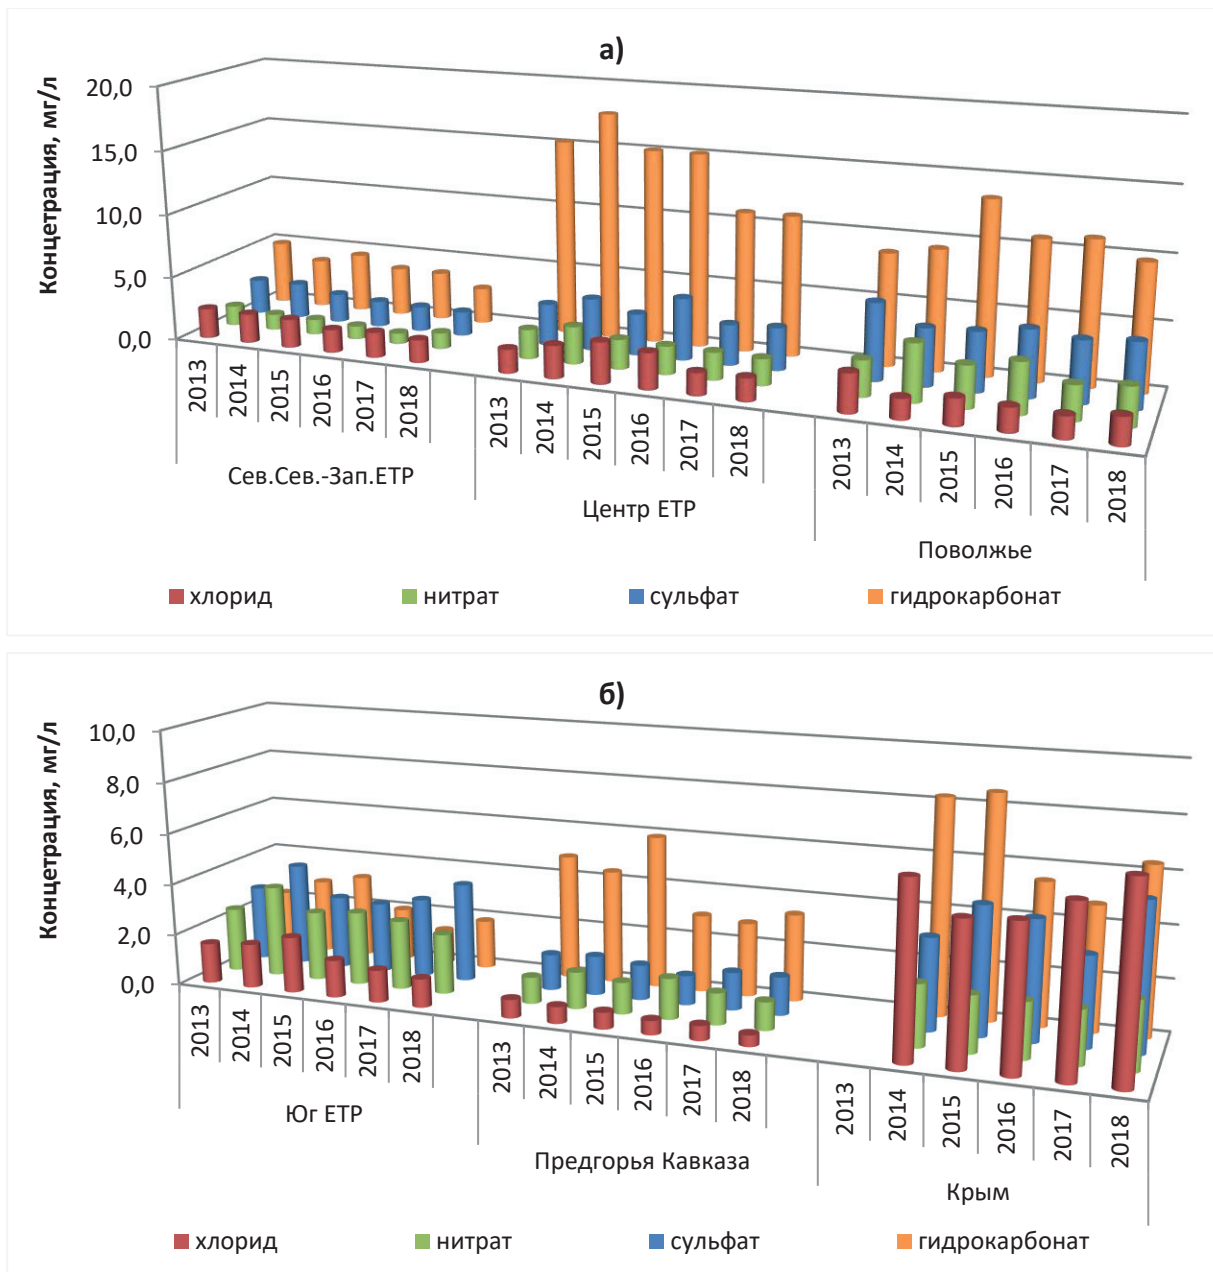 а)
Концетрация, мг/л
20,0
15,0
10,0
5,0
0,0
2013 2014 2015 2016 2017 2018 2013 2014 2015 2016 2017 2018 2013 2014 2015 2016 2017 2018
Сев.Сев.-Зап.ЕТР
Центр ЕТР
Поволжье
хлорид нитрат сульфат гидрокарбонат
б)
Концетрация, мг/л
10,0
8,0
6,0
4,0
2,0
0,0
2013 2014 2015 2016 2017 2018 2013 2014 2015 2016 2017 2018 2013 2014 2015 2016 2017 2018
Юг ЕТР
Предгорья Кавказа
Крым
хлорид нитрат сульфат гидрокарбонат